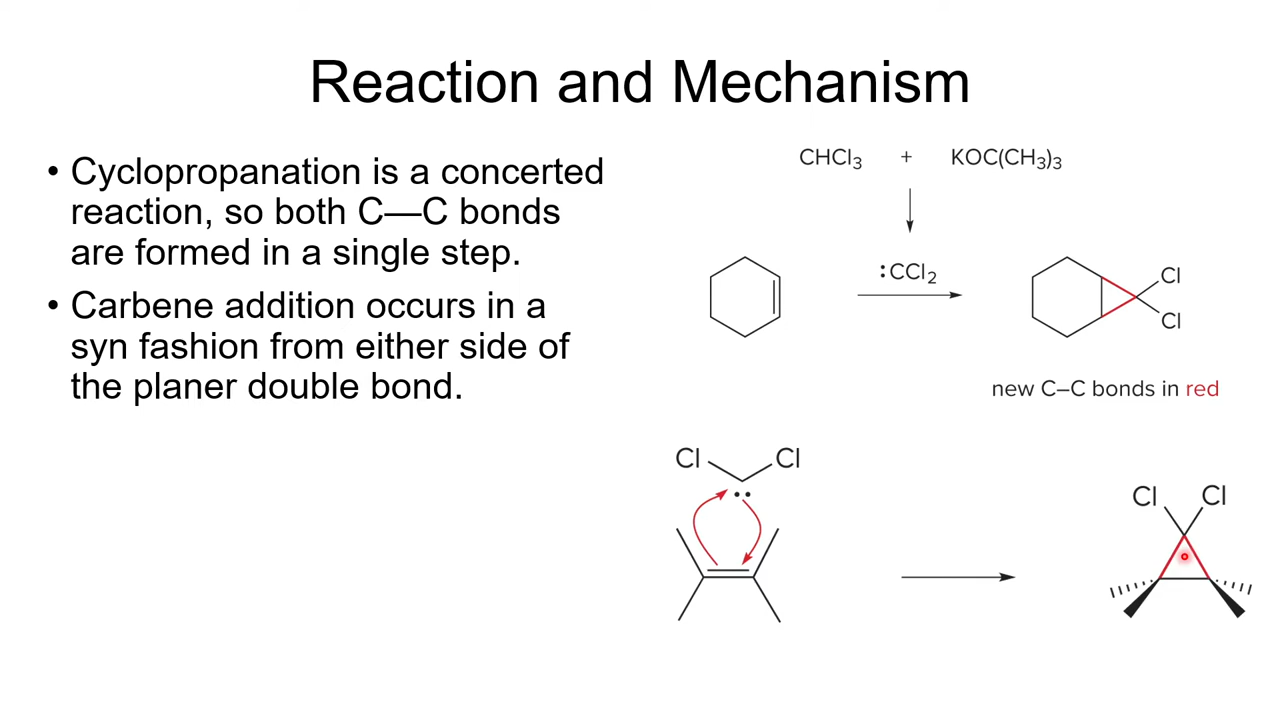 Reaction and Mechanism
• Cyclopropanation is a concerted
reaction, so both C—C bonds
are formed in a single step.
• Carbene addition occurs in a
syn fashion from either side of
the planer double bond.
CHCl3 + KOC(CH3)3
:CCl2
Cl
Cl
new C–C bonds in red
Cl Cl
Cl Cl